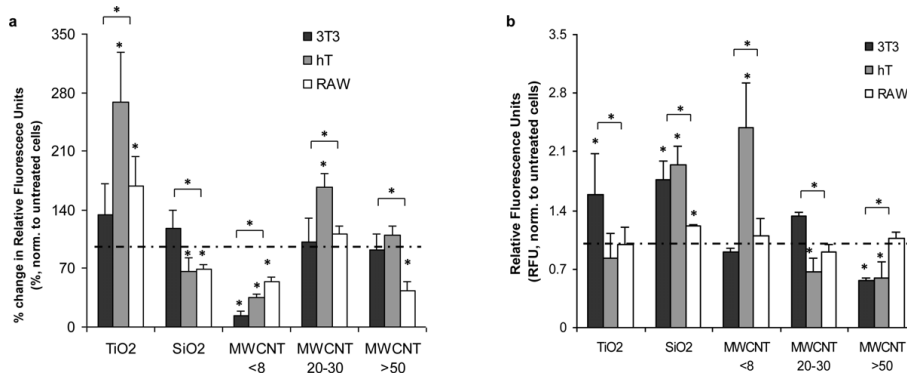 a
% change in Relative Fluorescece Units
(%, norm. to untreated cells)
350
280
210
140
70
0
*
*
*
*
*
*
*
*
*
*
*
*
*
*
3T3
hT
RAW
TiO2
SiO2
MWCNT
<8
MWCNT
20-30
MWCNT
>50
b
Relative Fluorescence Units
(RFU, norm. to untreated cells)
3.5
2.8
2.1
1.4
0.7
0
*
*
*
*
*
*
*
*
*
*
*
*
*
3T3
hT
RAW
TiO2
SiO2
MWCNT
<8
MWCNT
20-30
MWCNT
>50